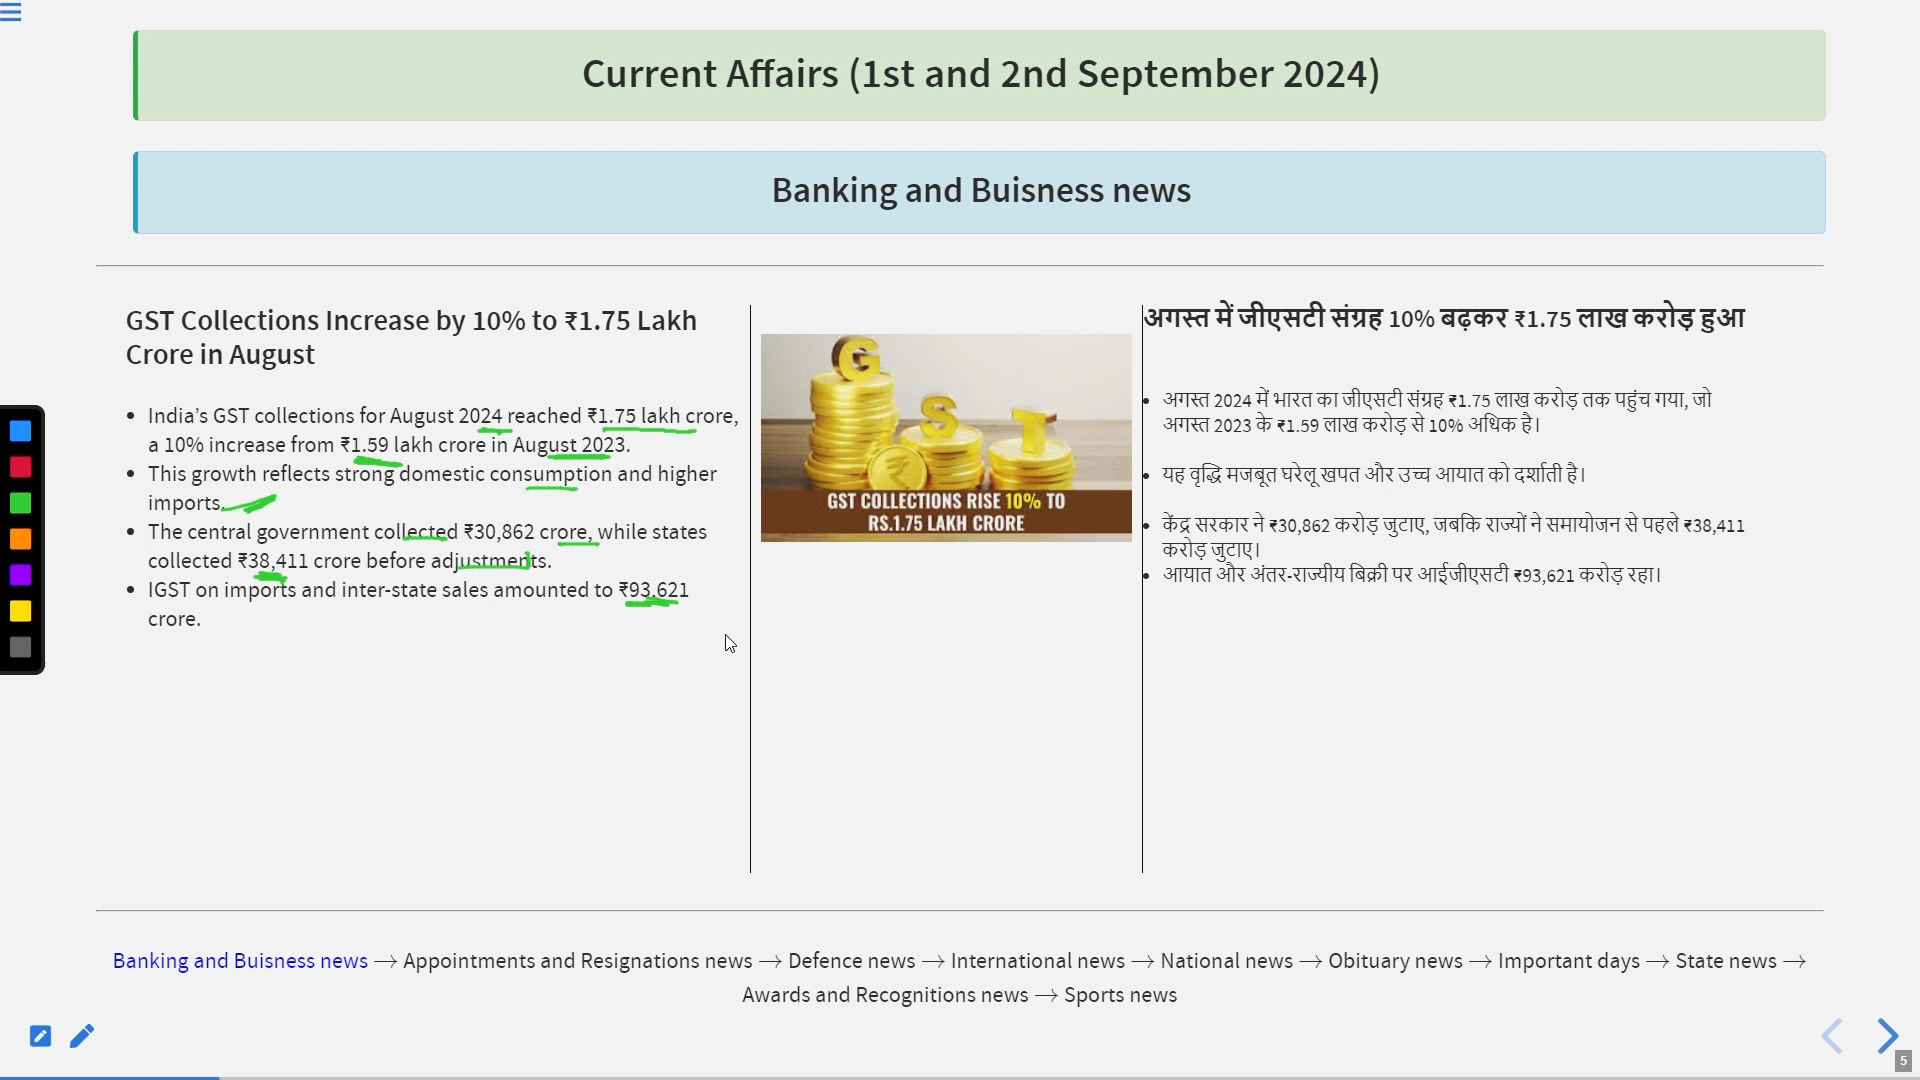 Current Affairs (1st and 2nd September 2024)
Banking and Buisness news
GST Collections Increase by 10% to ₹1.75 Lakh
Crore in August
• India’s GST collections for August 2024 reached ₹1.75 lakh crore,
a 10% increase from ₹1.59 lakh crore in August 2023.
• This growth reflects strong domestic consumption and higher
imports.
• The central government collected ₹30,862 crore, while states
collected ₹38,411 crore before adjustments.
• IGST on imports and inter-state sales amounted to ₹93,621
crore.
G S T
GST COLLECTIONS RISE 10% TO
RS.1.75 LAKH CRORE
अगस्त में जीएसटी संग्रह 10% बढ़कर ₹1.75 लाख करोड़ हुआ
• अगस्त 2024 में भारत का जीएसटी संग्रह ₹1.75 लाख करोड़ तक पहुंच गया, जो
अगस्त 2023 के ₹1.59 लाख करोड़ से 10% अधिक है।
• यह वृद्धि मजबूत घरेलू खपत और उच्च आयात को दर्शाती है।
• केंद्र सरकार ने ₹30,862 करोड़ जुटाए, जबकि राज्यों ने समायोजन से पहले ₹38,411
करोड़ जुटाए।
• आयात और अंतर-राज्यीय बिक्री पर आईजीएसटी ₹93,621 करोड़ रहा।
Banking and Buisness news → Appointments and Resignations news → Defence news → International news → National news → Obituary news → Important days → State news →
Awards and Recognitions news → Sports news
5